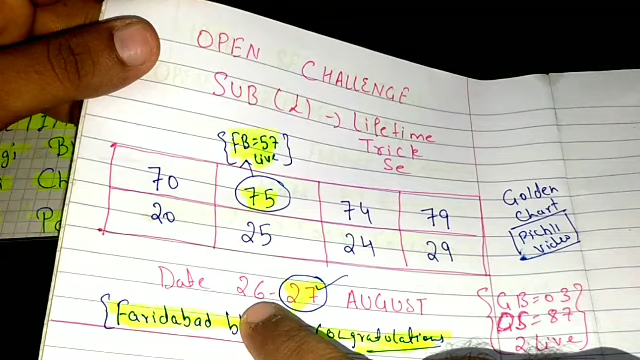 OPEN CHALLENGE
SUB (2) → Lifetime
Trick
Se
{FB=57
Live}
70 75 74 79
20 25 24 29
Golden
Chart
Pichli
Video
Date 26-27 AUGUST
{Faridabad Congratulations
{GB=03}
DS=87
2 Live